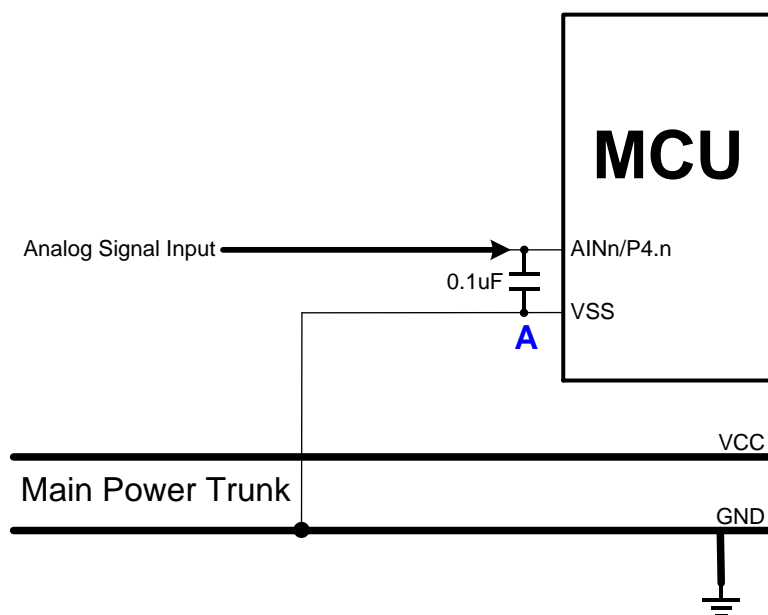 MCU
Analog Signal Input
AINn/P4.n
0.1uF
VSS
A
VCC
Main Power Trunk
GND